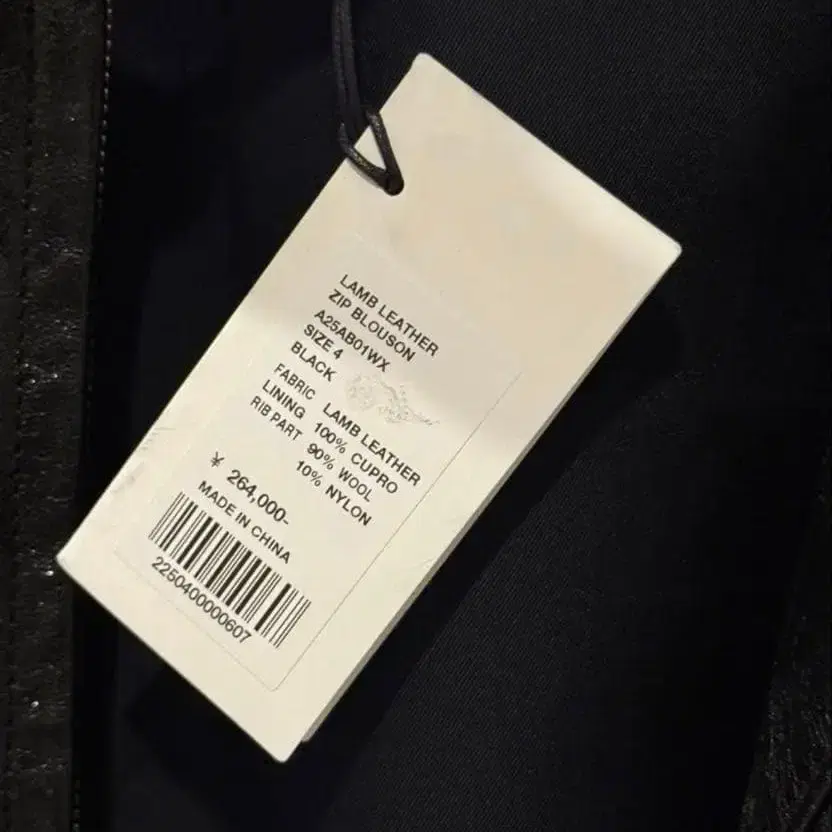 LAMB LEATHER
ZIP BLOUSON
A25AB01WX
SIZE 4
BLACK
FABRIC LAMB LEATHER
LINING 100% CUPRO
RIB PART 90% WOOL
10% NYLON
¥ 264,000-
MADE IN CHINA
2250400000607